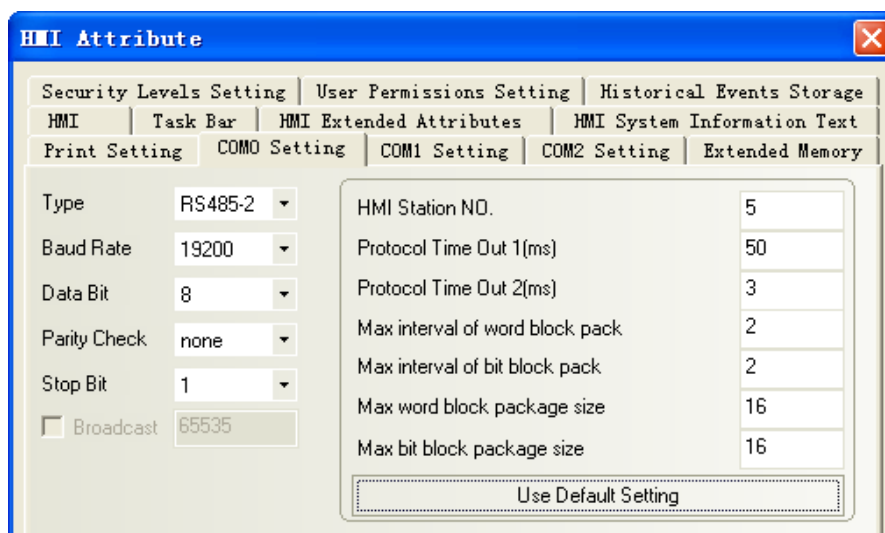 HMI Attribute
Security Levels Setting User Permissions Setting Historical Events Storage
HMI Task Bar HMI Extended Attributes HMI System Information Text
Print Setting COM0 Setting COM1 Setting COM2 Setting Extended Memory
Type RS485-2 HMI Station NO. 5
Baud Rate 19200 Protocol Time Out 1(ms) 50
Data Bit 8 Protocol Time Out 2(ms) 3
Parity Check none Max interval of word block pack 2
Stop Bit 1 Max interval of bit block pack 2
Broadcast 65535 Max word block package size 16
Max bit block package size 16
Use Default Setting